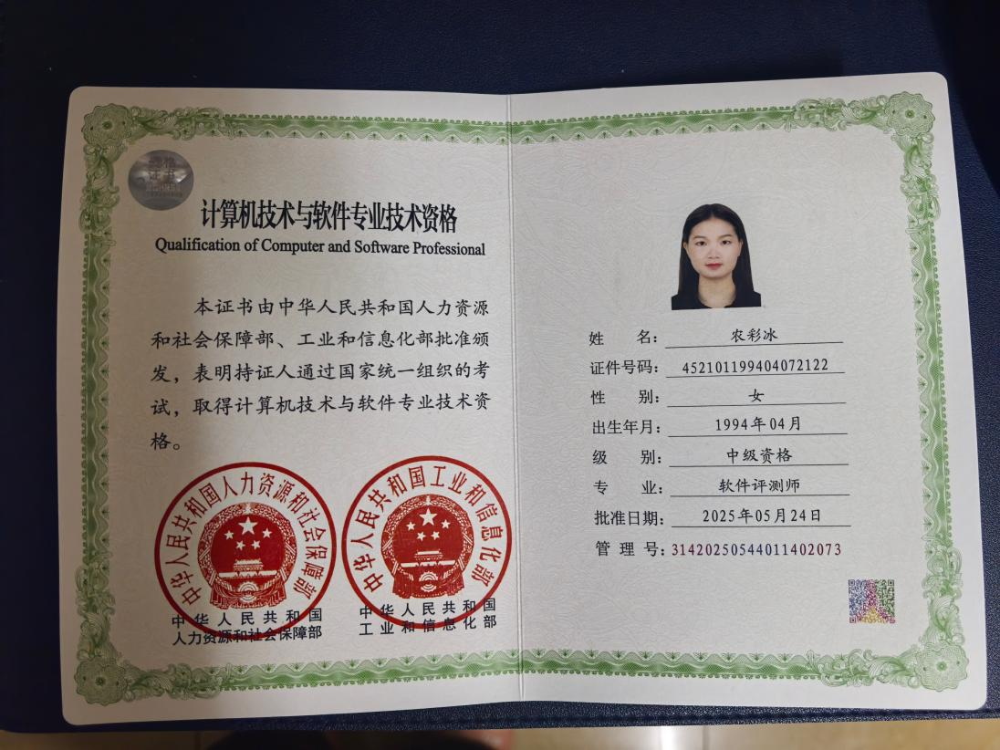 计算机技术与软件专业技术资格
Qualification of Computer and Software Professional
本证书由中华人民共和国人力资源
和社会保障部、工业和信息化部批准颁
发，表明持证人通过国家统一组织的考
试，取得计算机技术与软件专业技术资
格。
中华人民共和国人力资源和社会保障部
中华人民共和国
人力资源和社会保障部
中华人民共和国工业和信息化部
中华人民共和国
工业和信息化部
姓名：农彩冰
证件号码：452101199404072122
性别：女
出生年月：1994年04月
级别：中级资格
专业：软件评测师
批准日期：2025年05月24日
管理号：31420250544011402073